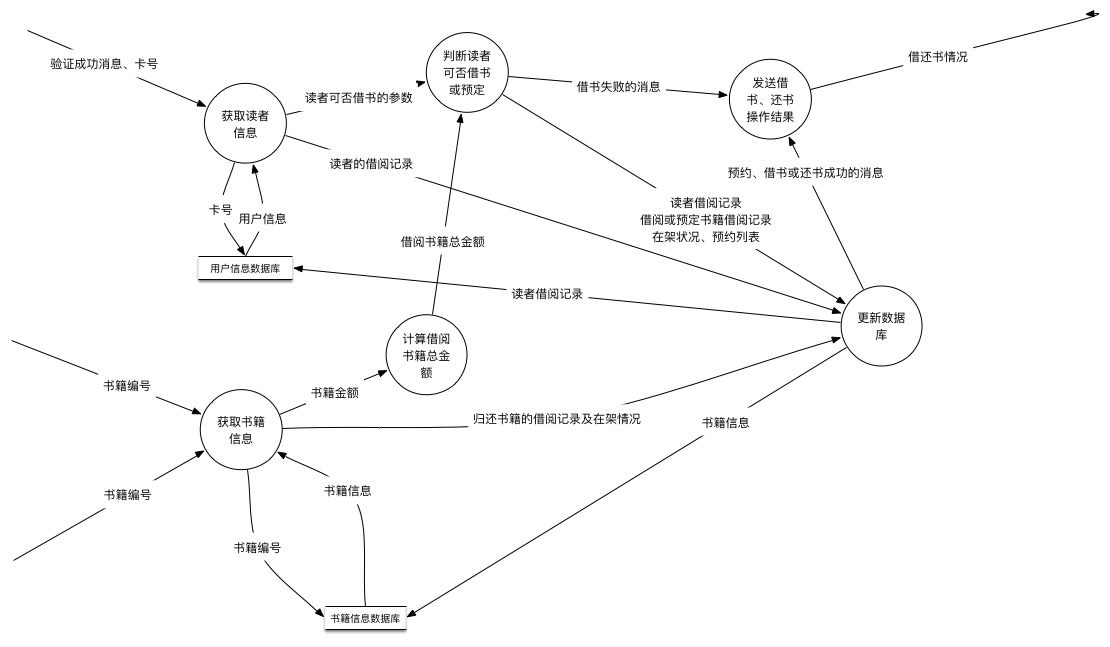 判断读者
可否借书
或预定
借还书情况
验证成功消息、卡号
借书失败的消息
发送借
书、还书
操作结果
读者可否借书的参数
获取读者
信息
读者的借阅记录
预约、借书或还书成功的消息
卡号
用户信息
读者借阅记录
借阅或预定书籍借阅记录
在架状况、预约列表
借阅书籍总金额
用户信息数据库
读者借阅记录
更新数据
库
计算借阅
书籍总金
额
书籍编号
书籍金额
获取书籍
信息
归还书籍的借阅记录及在架情况
书籍信息
书籍编号
书籍信息
书籍编号
书籍信息数据库